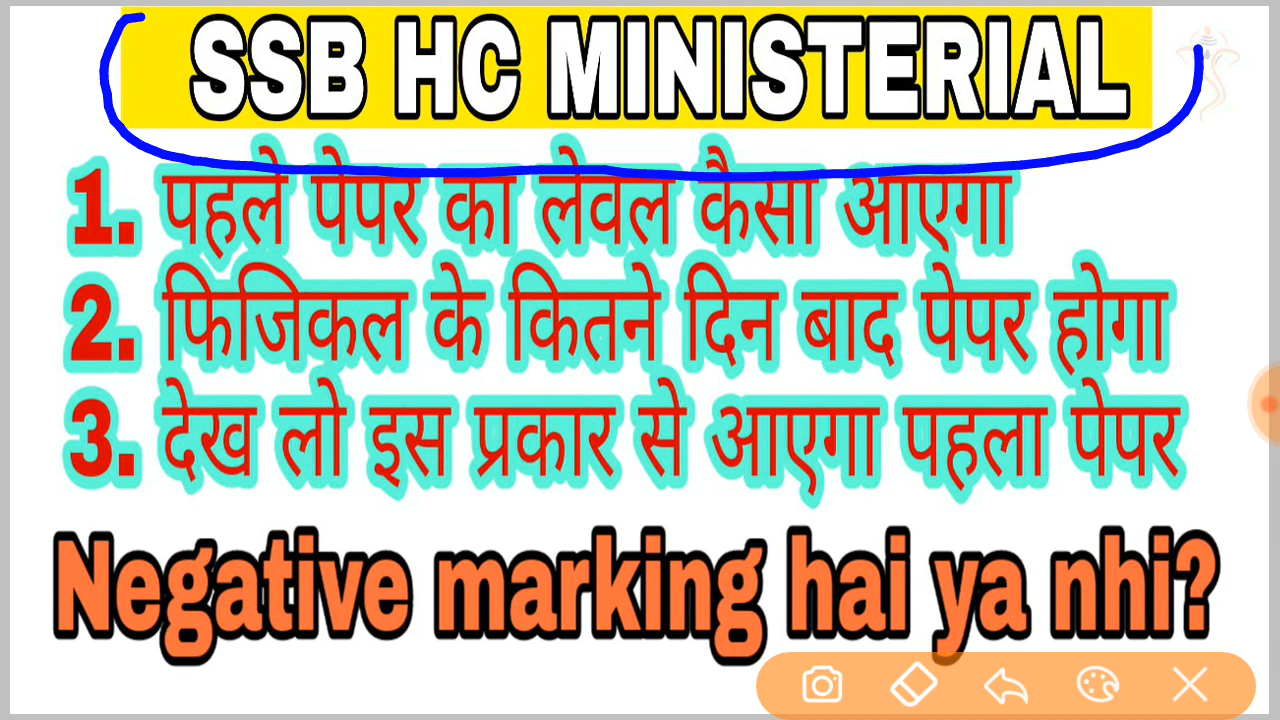 SSB HC MINISTERIAL
1. पहले पेपर का लेवल कैसा आएगा
2. फिजिकल के कितने दिन बाद पेपर होगा
3. देख लो इस प्रकार से आएगा पहला पेपर
Negative marking hai ya nhi?